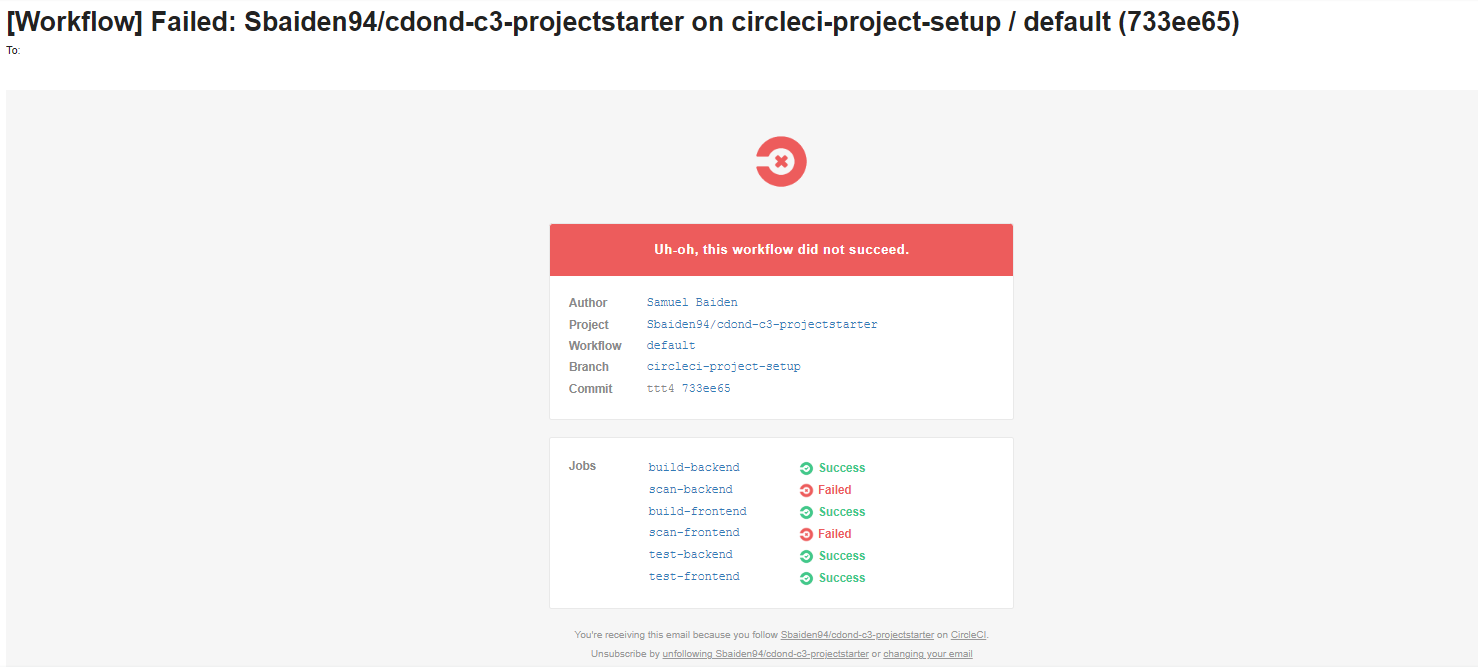 [Workflow] Failed: Sbaiden94/cdond-c3-projectstarter on circleci-project-setup / default (733ee65)
To:
Uh-oh, this workflow did not succeed.
Author Samuel Baiden
Project Sbaiden94/cdond-c3-projectstarter
Workflow default
Branch circleci-project-setup
Commit ttt4 733ee65
Jobs build-backend Success
scan-backend Failed
build-frontend Success
scan-frontend Failed
test-backend Success
test-frontend Success
You're receiving this email because you follow Sbaiden94/cdond-c3-projectstarter on CircleCI.
Unsubscribe by unfollowing Sbaiden94/cdond-c3-projectstarter or changing your email